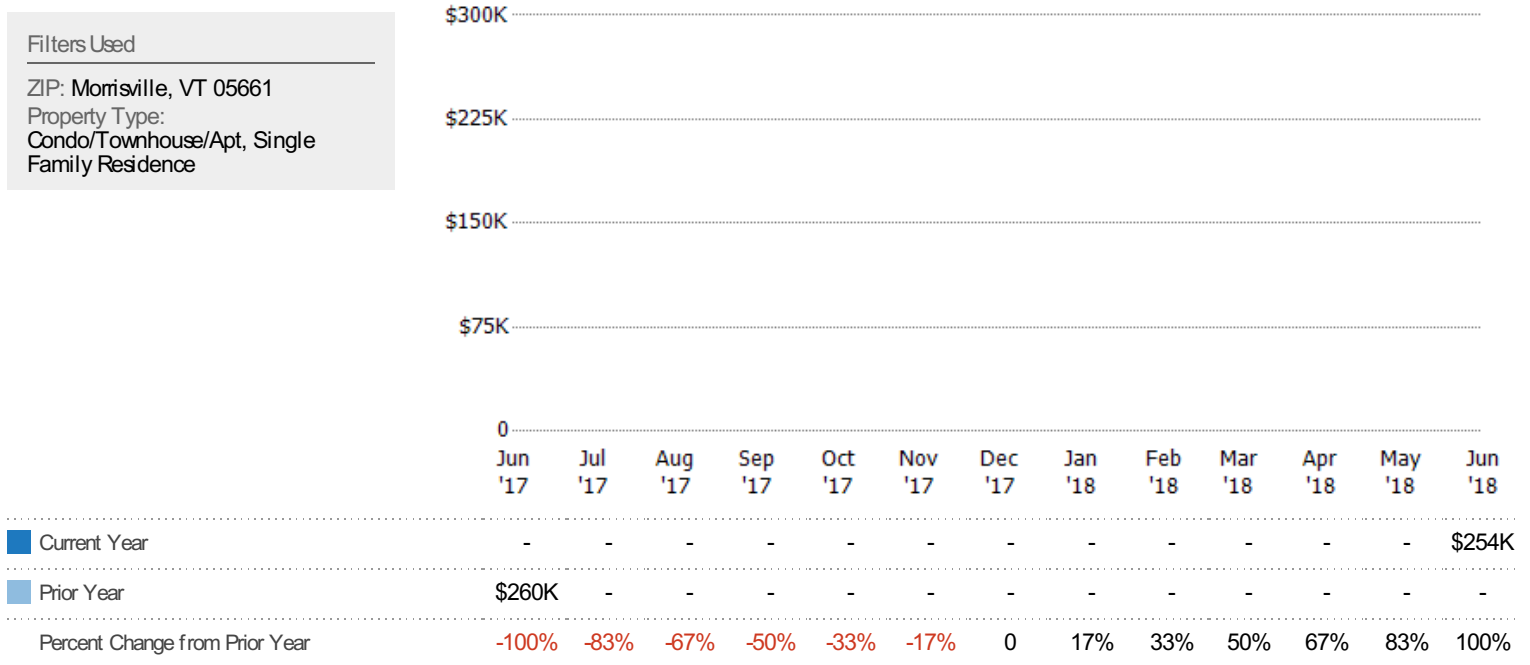 Filters Used
ZIP: Morrisville, VT 05661
Property Type:
Condo/Townhouse/Apt, Single
Family Residence
$300K
$225K
$150K
$75K
0
Jun Jul Aug Sep Oct Nov Dec Jan Feb Mar Apr May Jun
'17 '17 '17 '17 '17 '17 '17 '18 '18 '18 '18 '18 '18
Current Year - - - - - - - - - - - - $254K
Prior Year $260K - - - - - - - - - - - -
Percent Change from Prior Year -100% -83% -67% -50% -33% -17% 0 17% 33% 50% 67% 83% 100%